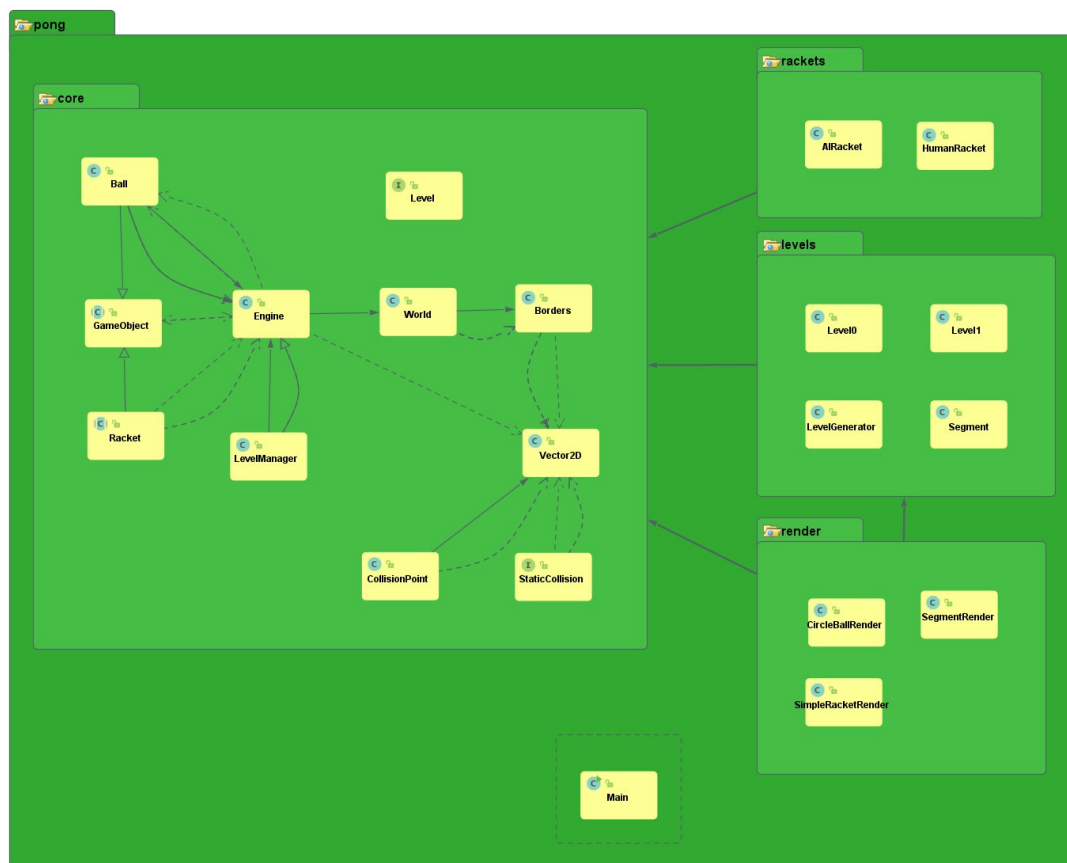 pong
core
Ball
Level
GameObject
Engine
World
Borders
Racket
LevelManager
Vector2D
CollisionPoint
StaticCollision
rackets
AIRacket
HumanRacket
levels
Level0
Level1
LevelGenerator
Segment
render
CircleBallRender
SegmentRender
SimpleRacketRender
Main